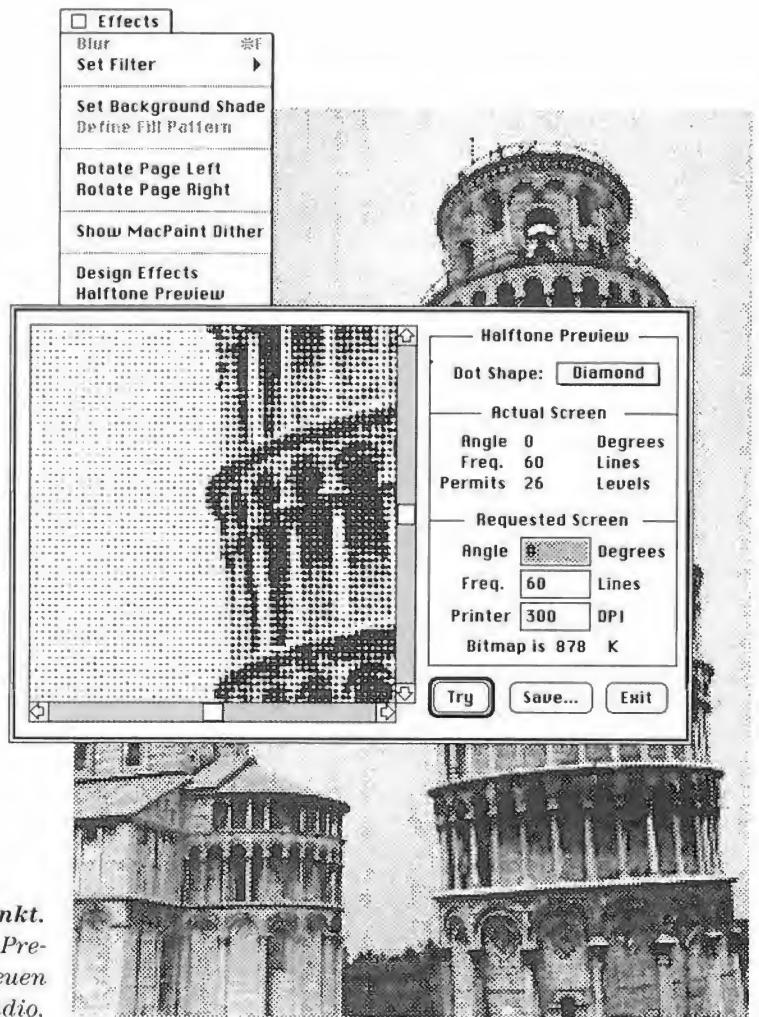 Effects
Blur ⌘F
Set Filter
Set Background Shade
Define Fill Pattern
Rotate Page Left
Rotate Page Right
Show MacPaint Dither
Design Effects
Halftone Preview
Halftone Preview
Dot Shape: Diamond
Actual Screen
Angle 0 Degrees
Freq. 60 Lines
Permits 26 Levels
Requested Screen
Angle 0 Degrees
Freq. 60 Lines
Printer 300 DPI
Bitmap is 878 K
Try Save... Exit
nkt.
Pre-
euen
dio.